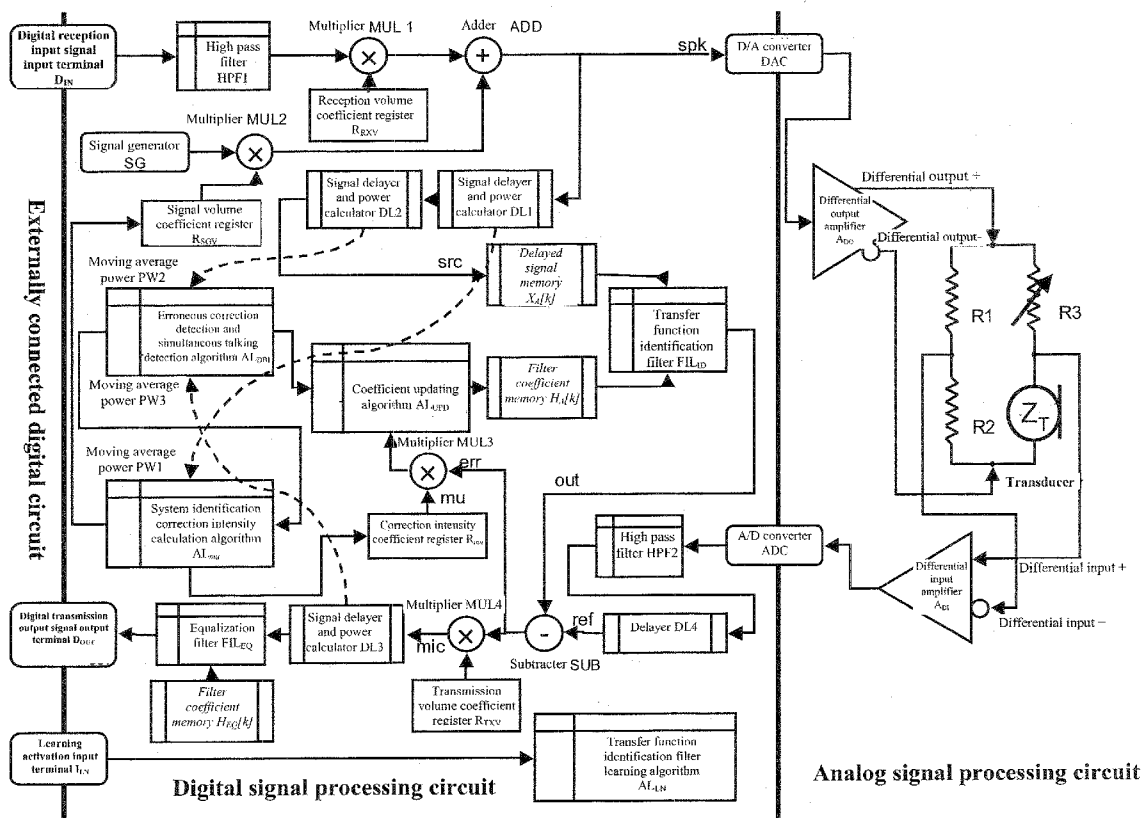 Digital reception
input signal
input terminal
D_IN
High pass
filter
HPF1
Multiplier MUL 1
Adder ADD
spk
D/A converter
DAC
Reception volume
coefficient register
R_RXV
Multiplier MUL2
Signal generator
SG
Signal volume
coefficient register
R_SGV
Signal delayer
and power
calculator DL2
Signal delayer
and power
calculator DL1
src
Delayed
signal
memory
X_A[k]
Moving average
power PW2
Erroneous correction
detection and
simultaneous talking
detection algorithm
Moving average
power PW3
Coefficient updating
algorithm AL_UPD
Filter
coefficient
memory H_A[k]
Transfer
function
identification
filter FIL_ID
Multiplier MUL3
err
mu
out
Moving average
power PW1
System identification
correction intensity
calculation algorithm
Correction intensity
coefficient register
High pass
filter HPF2
A/D converter
ADC
Digital transmission
output signal output
terminal D_OUT
Equalization
filter FIL_EQ
Signal delayer
and power
calculator DL3
Multiplier MUL4
mic
-
ref
Delayer DL4
Subtracter SUB
Filter
coefficient
memory H_EQ[k]
Transmission
volume coefficient
register R_TXV
Learning
activation input
terminal I_LN
Transfer function
identification filter
learning algorithm
AL_LN
Externally connected digital circuit
Digital signal processing circuit
Differential output +
Differential
output
amplifier
A_DO
Differential output-
R1
R3
R2
Z_T
Transducer
Differential input +
Differential
input
amplifier
A_DI
Differential input −
Analog signal processing circuit